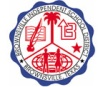 BROWNSVILLE INDEPENDENT SCHOOL DISTRICT
BROWNSVILLE, TEXAS